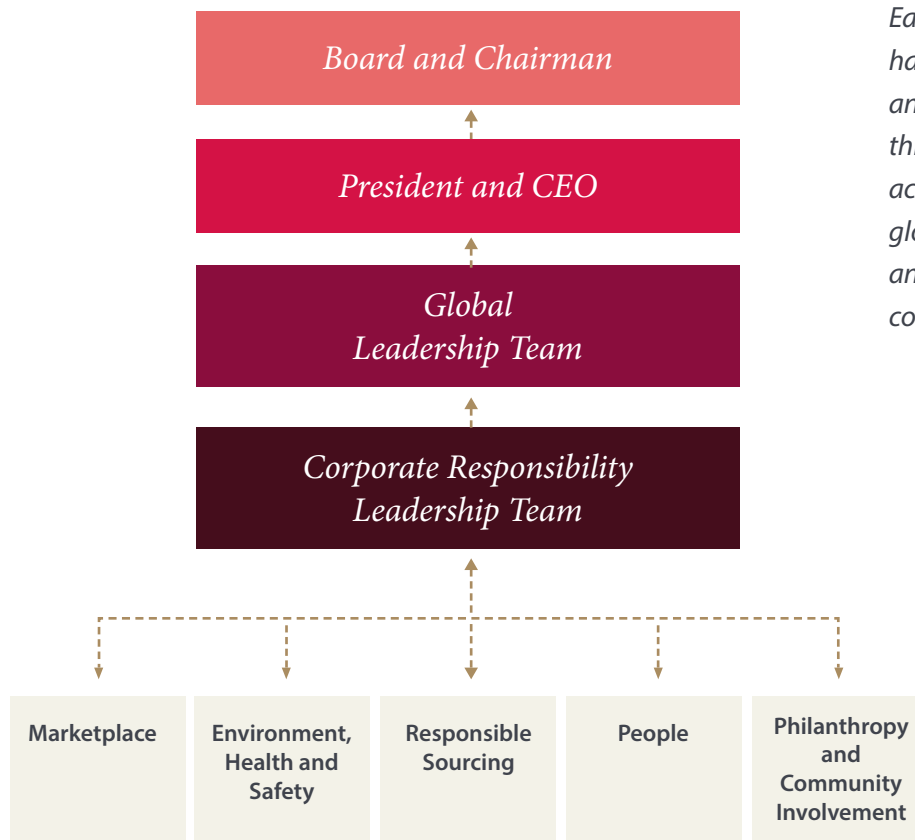 Board and Chairman
President and CEO
Global
Leadership Team
Corporate Responsibility
Leadership Team
Marketplace
Environment,
Health and
Safety
Responsible
Sourcing
People
Philanthropy
and
Community
Involvement